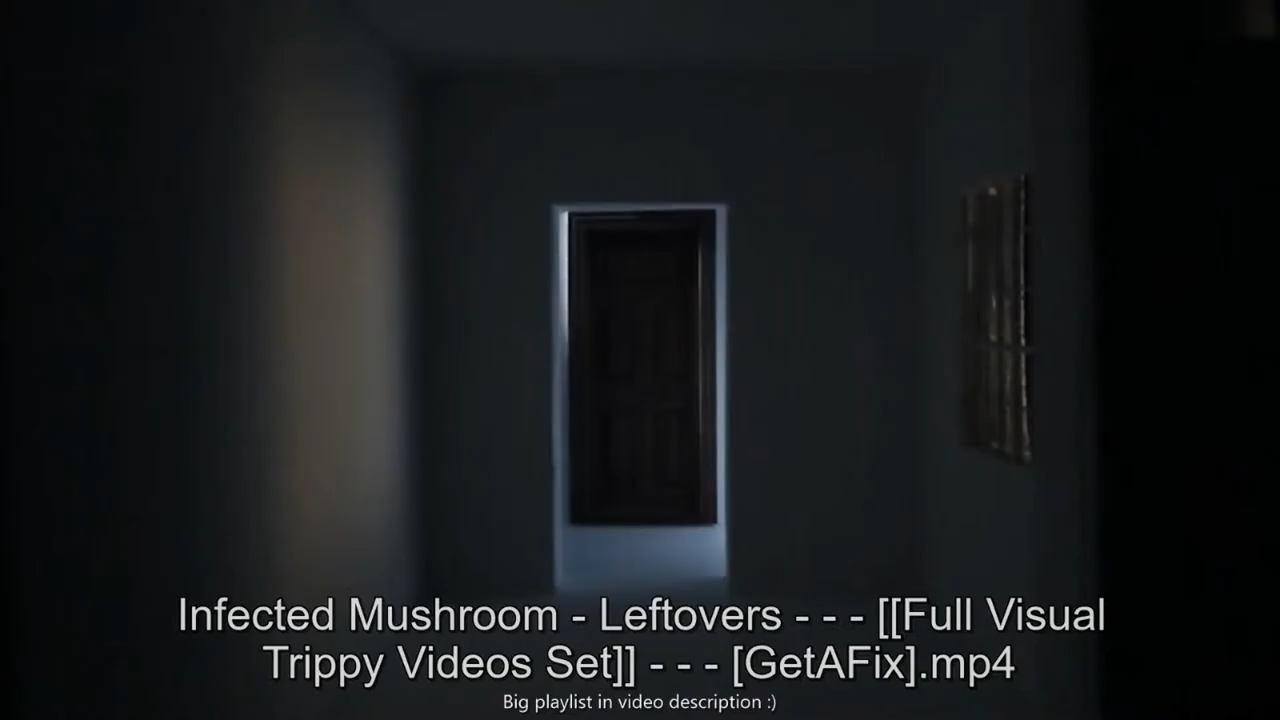 Infected Mushroom - Leftovers - - - [[Full Visual
Trippy Videos Set]] - - - [GetAFix].mp4
Big playlist in video description :)